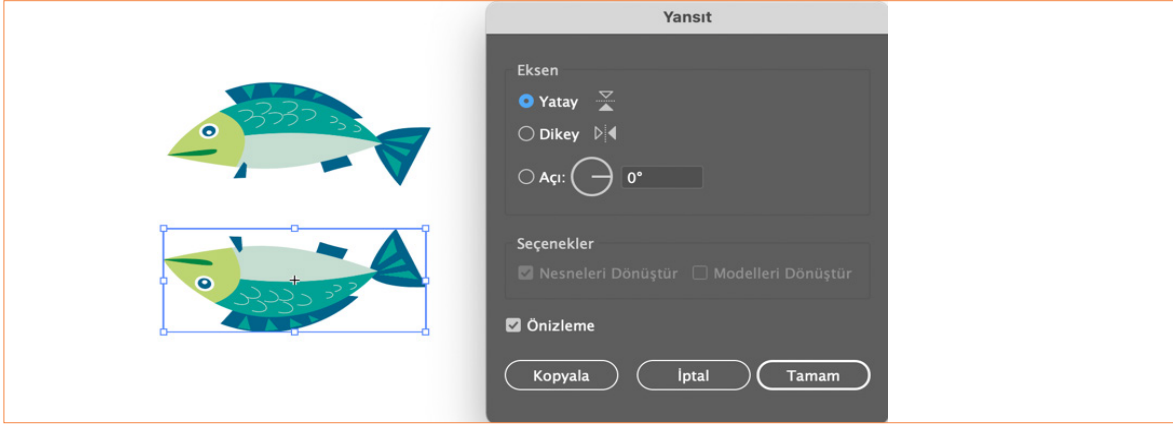 Yansıt
Eksen
Yatay
Dikey
Açı: 0°
Seçenekler
Nesneleri Dönüştür Modelleri Dönüştür
Önizleme
Kopyala İptal Tamam